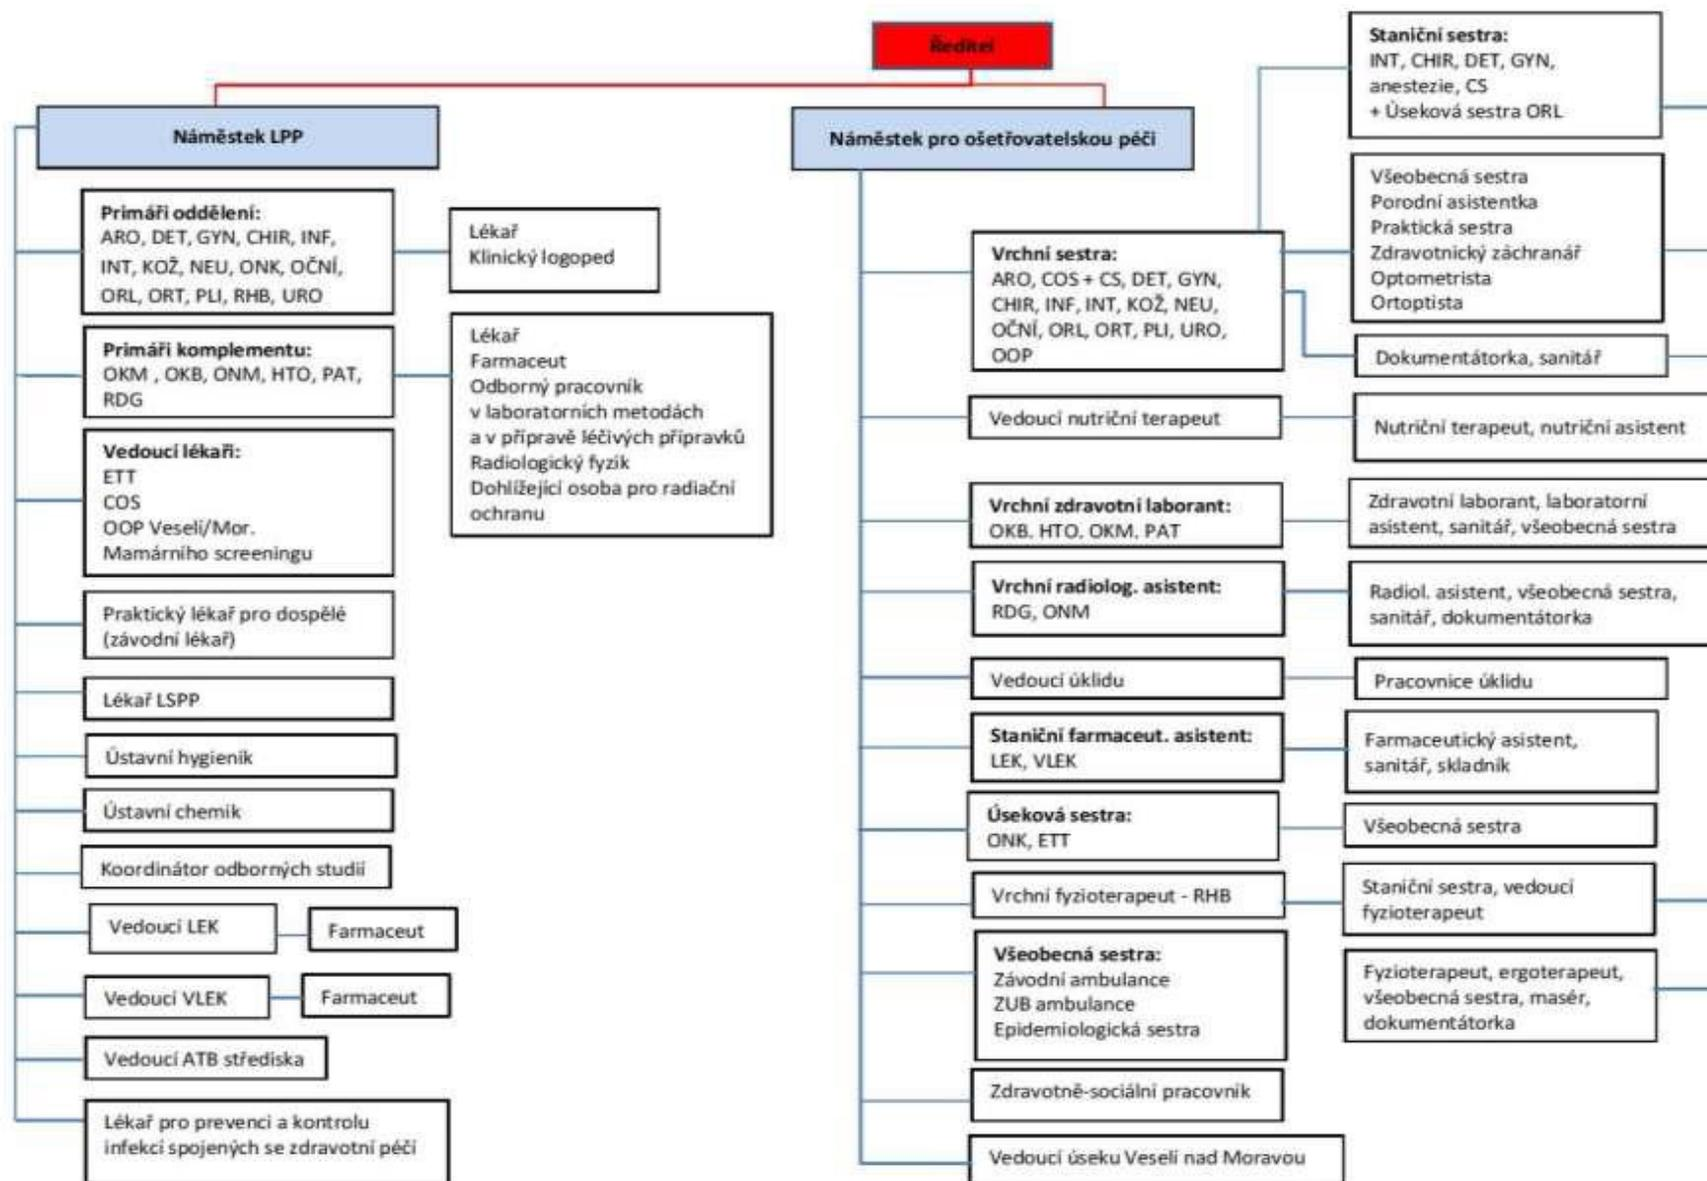 Ředitel
Náměstek LPP
Primáři oddělení:
ARO, DET, GYN, CHIR, INF,
INT, KOŽ, NEU, ONK, OČNÍ,
ORL, ORT, PLI, RHB, URO
Lékař
Klinický logoped
Primáři komplementu:
OKM , OKB, ONM, HTO, PAT,
RDG
Lékař
Farmaceut
Odborný pracovník
v laboratorních metodách
a v přípravě léčivých přípravků
Radiologický fyzik
Dohlížející osoba pro radiační
ochranu
Vedoucí lékaři:
ETT
COS
OOP Veselí/Mor.
Mamárního screeningu
Praktický lékař pro dospělé
(závodní lékař)
Lékař LSPP
Ústavní hygienik
Ústavní chemik
Koordinátor odborných studií
Vedoucí LEK
Farmaceut
Vedoucí VLEK
Farmaceut
Vedoucí ATB střediska
Lékař pro prevenci a kontrolu
infekcí spojených se zdravotní péčí
Náměstek pro ošetřovatelskou péči
Vrchní sestra:
ARO, COS + CS, DET, GYN,
CHIR, INF, INT, KOŽ, NEU,
OČNÍ, ORL, ORT, PLI, URO,
OOP
Staniční sestra:
INT, CHIR, DET, GYN,
anestezie, CS
+ Úseková sestra ORL
Všeobecná sestra
Porodní asistentka
Praktická sestra
Zdravotnický záchranář
Optometrista
Ortoptista
Dokumentátorka, sanitář
Vedoucí nutriční terapeut
Nutriční terapeut, nutriční asistent
Vrchní zdravotní laborant:
OKB, HTO, OKM, PAT
Zdravotní laborant, laboratorní
asistent, sanitář, všeobecná sestra
Vrchní radiolog. asistent:
RDG, ONM
Radiol. asistent, všeobecná sestra,
sanitář, dokumentátorka
Vedoucí úklidu
Pracovnice úklidu
Staniční farmaceut. asistent:
LEK, VLEK
Farmaceutický asistent,
sanitář, skladník
Úseková sestra:
ONK, ETT
Všeobecná sestra
Vrchní fyzioterapeut - RHB
Staniční sestra, vedoucí
fyzioterapeut
Všeobecná sestra:
Závodní ambulance
ZUB ambulance
Epidemiologická sestra
Fyzioterapeut, ergoterapeut,
všeobecná sestra, masér,
dokumentátorka
Zdravotně-sociální pracovník
Vedoucí úseku Veselí nad Moravou